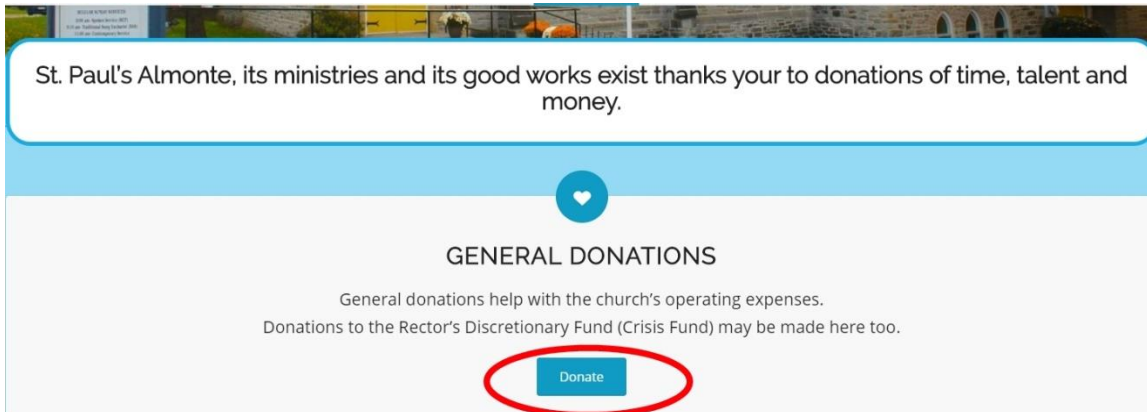 St. Paul's Almonte, its ministries and its good works exist thanks your to donations of time, talent and
money.
GENERAL DONATIONS
General donations help with the church's operating expenses.
Donations to the Rector's Discretionary Fund (Crisis Fund) may be made here too.
Donate